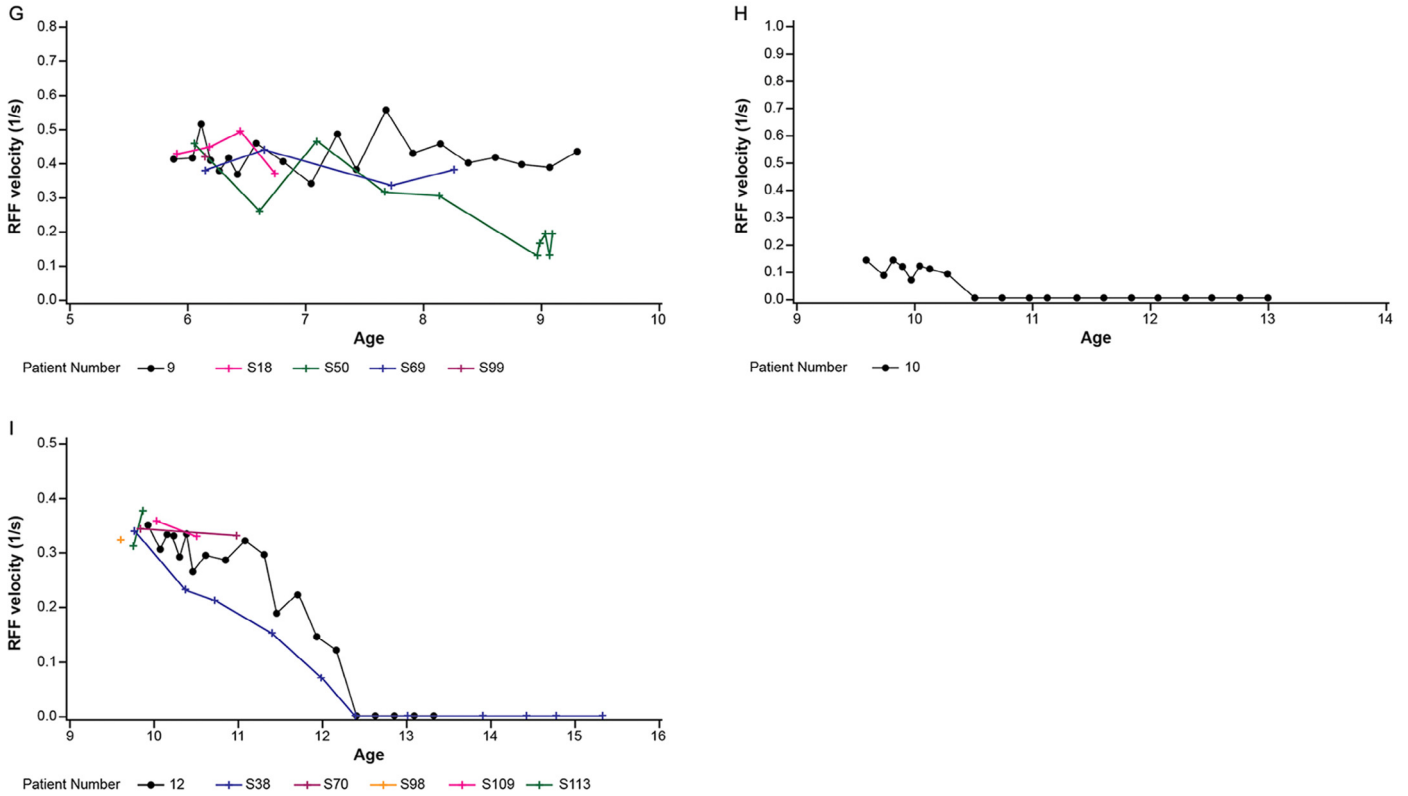 G
0.8
0.7
0.6
0.5
0.4
0.3
0.2
0.1
0.0
RFF velocity (1/s)
5 6 7 8 9 10
Age
Patient Number 9 S18 S50 S69 S99
H
1.0
0.9
0.8
0.7
0.6
0.5
0.4
0.3
0.2
0.1
0.0
RFF velocity (1/s)
9 10 11 12 13 14
Age
Patient Number 10
I
0.5
0.4
0.3
0.2
0.1
0.0
RFF velocity (1/s)
9 10 11 12 13 14 15 16
Age
Patient Number 12 S38 S70 S98 S109 S113